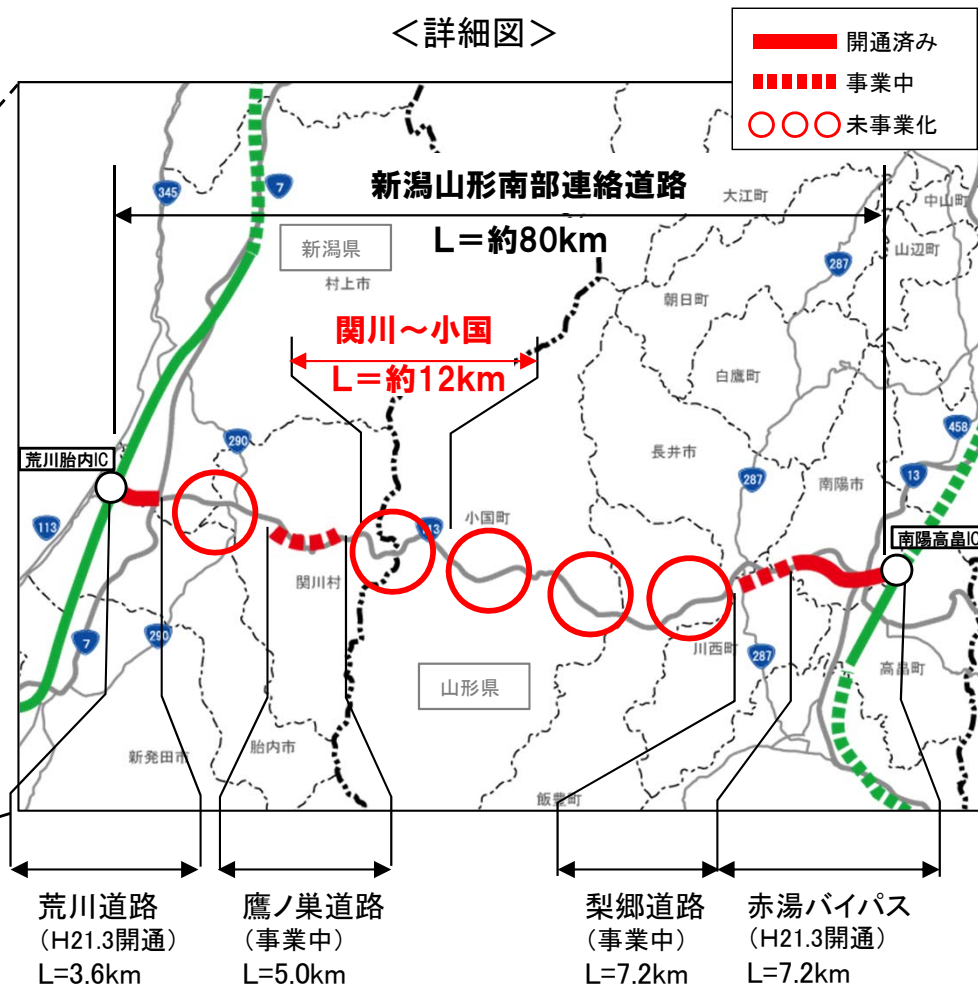 ＜詳細図＞
開通済み
事業中
未事業化
新潟山形南部連絡道路
L＝約80km
345
7
新潟県
村上市
大江町
中山町
山辺町
287
朝日町
関川～小国
L＝約12km
白鷹町
290
458
荒川胎内IC
長井市
287
南陽市
13
113
小国町
113
南陽高畠IC
関川村
7
290
川西町
287
高畠町
山形県
新発田市
胎内市
飯豊町
荒川道路
（H21.3開通）
L=3.6km
鷹ノ巣道路
（事業中）
L=5.0km
梨郷道路
（事業中）
L=7.2km
赤湯バイパス
（H21.3開通）
L=7.2km